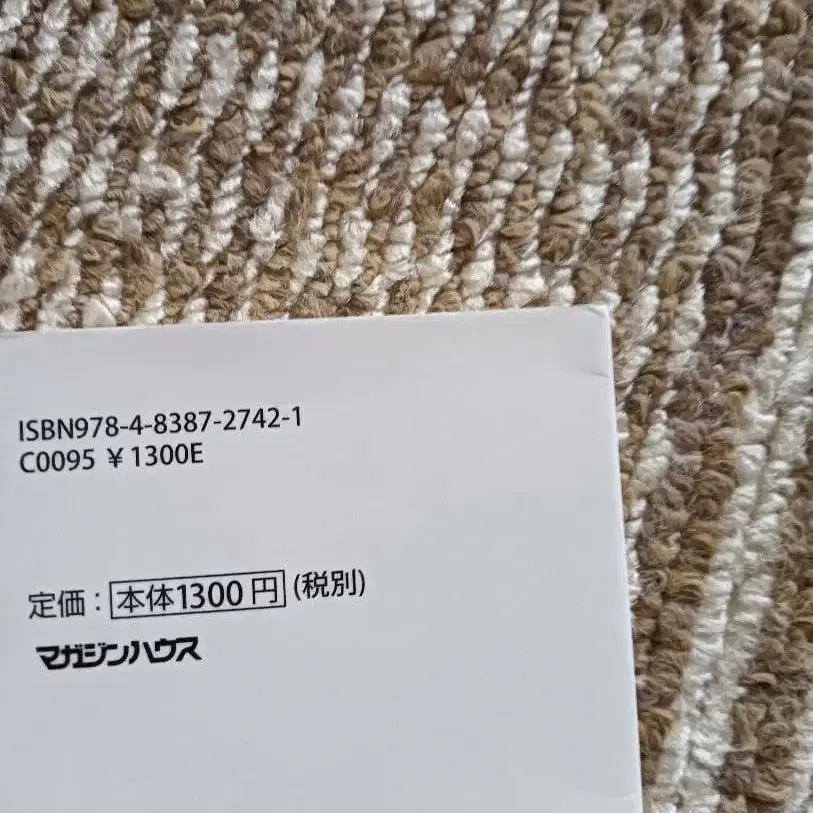 ISBN978-4-8387-2742-1
C0095 ¥1300E
定価：本体1300円(税別)
マガジンハウス